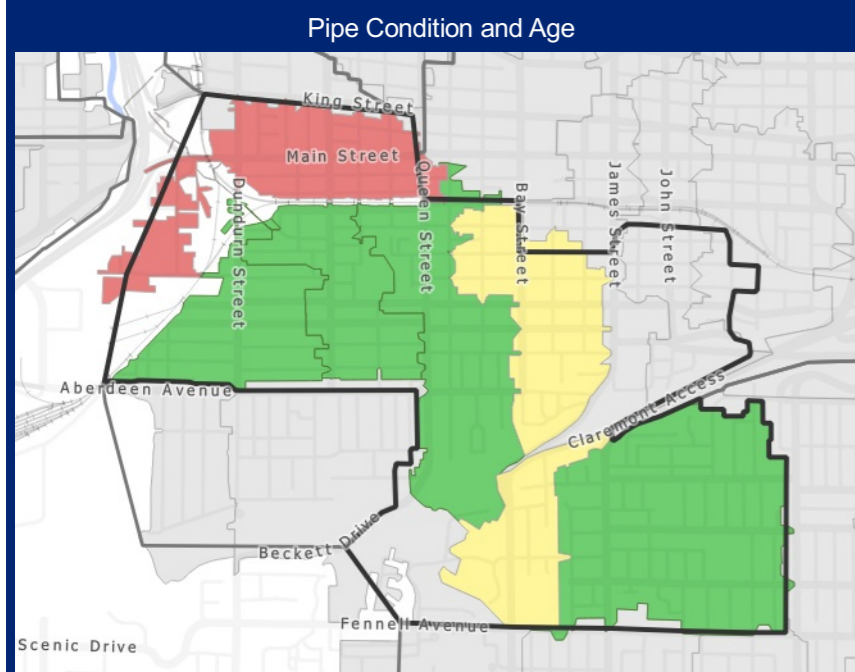 Pipe Condition and Age
King Street
Main Street
Queen Street
Dundurn Street
Bay Street
James Street
John Street
Aberdeen Avenue
Claremont Access
Beckett Drive
Fennell Avenue
Scenic Drive